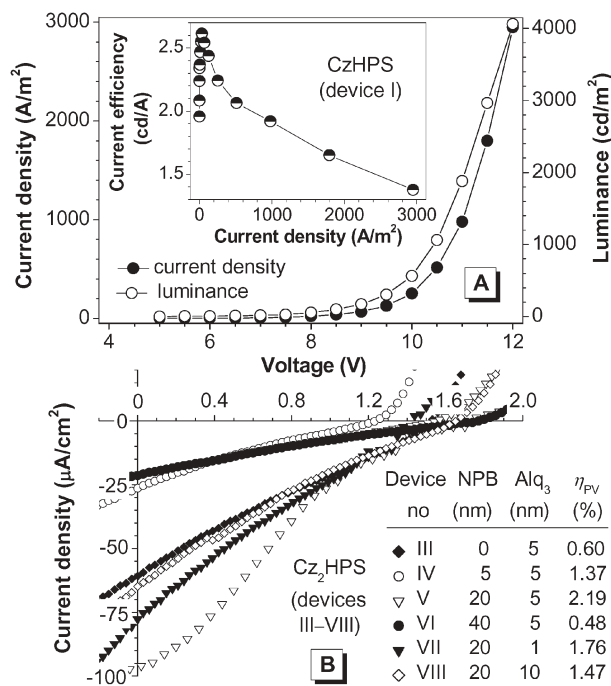 A
CzHPS
(device I)
Current efficiency
(cd/A)
2.5
2.0
1.5
0 1000 2000 3000
Current density (A/m²)
Current density (A/m²)
3000
2000
1000
0
Luminance (cd/m²)
4000
3000
2000
1000
0
current density
luminance
A
4 6 8 10 12
Voltage (V)
B
0 0.4 0.8 1.2 1.6 2.0
Current density (μA/cm²)
0
-25
-50
-75
-100
Cz₂HPS
(devices
III–VIII)
B
Device NPB Alq₃ ηPV
no (nm) (nm) (%)
III 0 5 0.60
IV 5 5 1.37
V 20 5 2.19
VI 40 5 0.48
VII 20 1 1.76
VIII 20 10 1.47